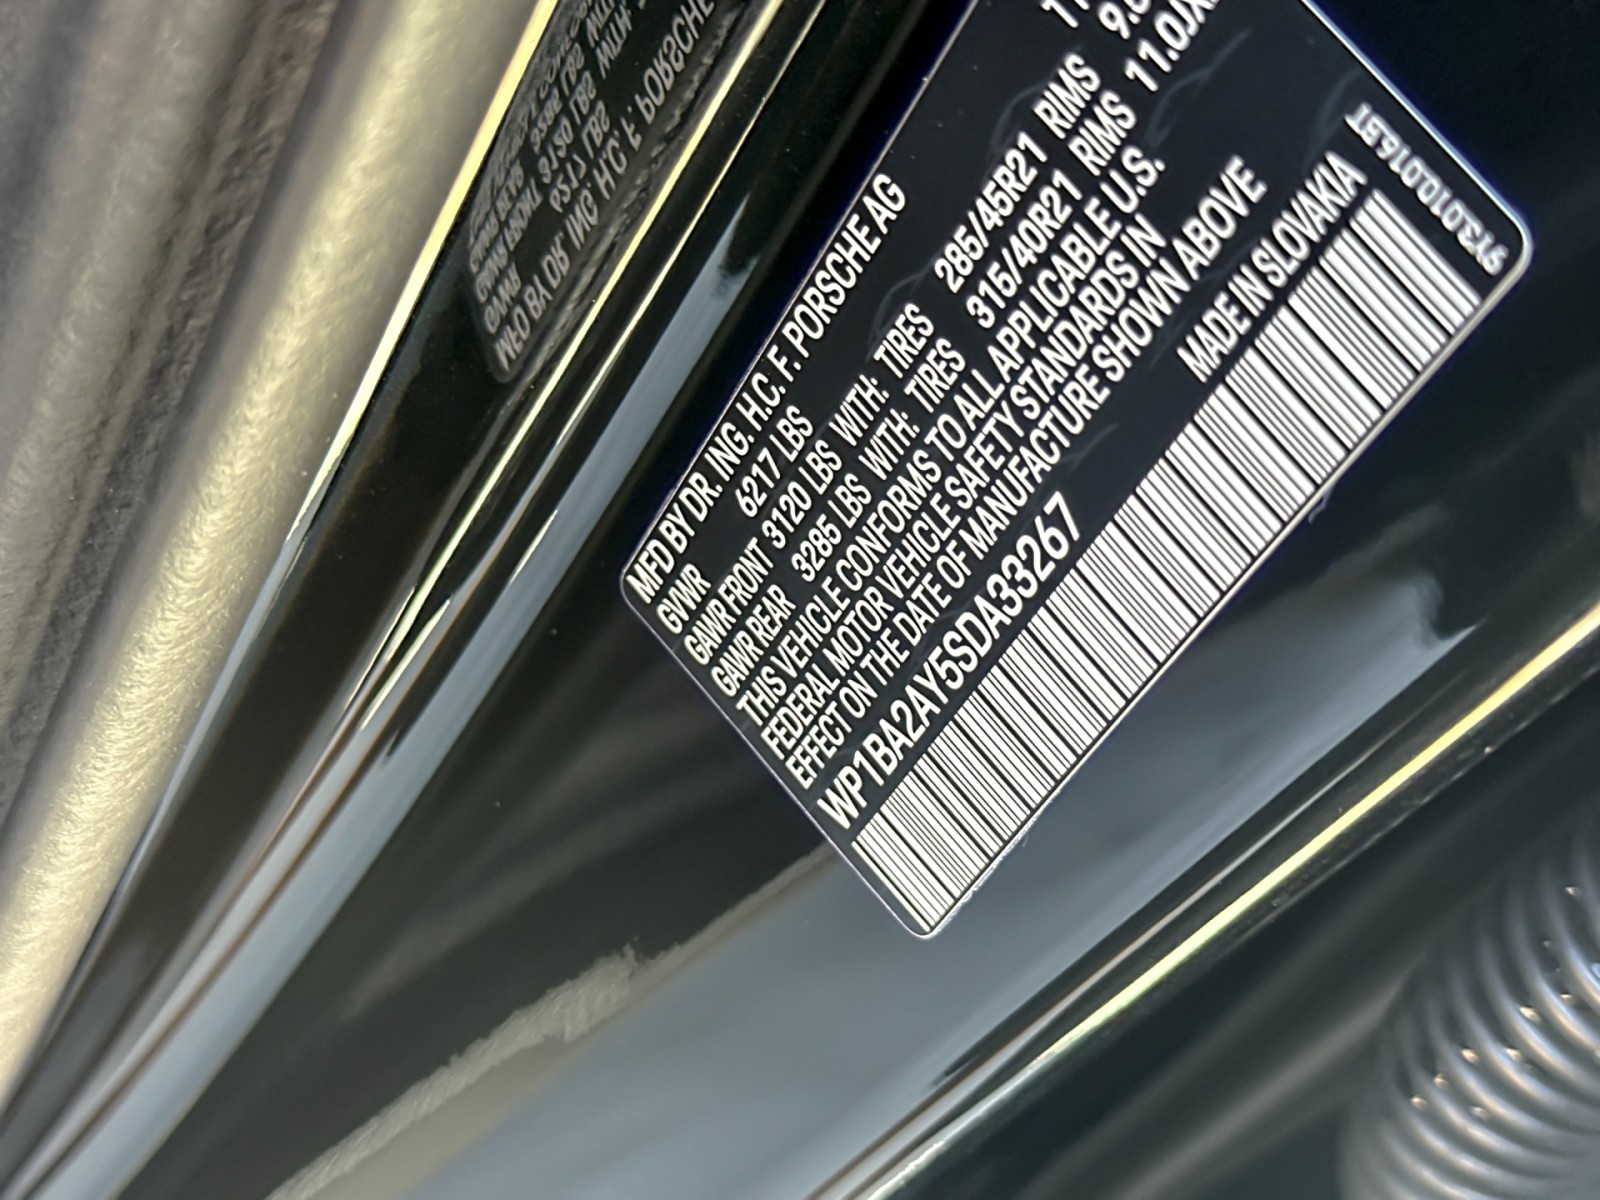 MFD BY DR. ING. H.C. F. PORSCHE AG
GVWR 6217 LBS
GAWR FRONT 3120 LBS WITH: TIRES 285/45R21 RIMS
GAWR REAR 3285 LBS WITH: TIRES 315/40R21 RIMS
THIS VEHICLE CONFORMS TO ALL APPLICABLE U.S.
FEDERAL MOTOR VEHICLE SAFETY STANDARDS IN
EFFECT ON THE DATE OF MANUFACTURE SHOWN ABOVE
WP1BA2AY5SDA33267 MADE IN SLOVAKIA